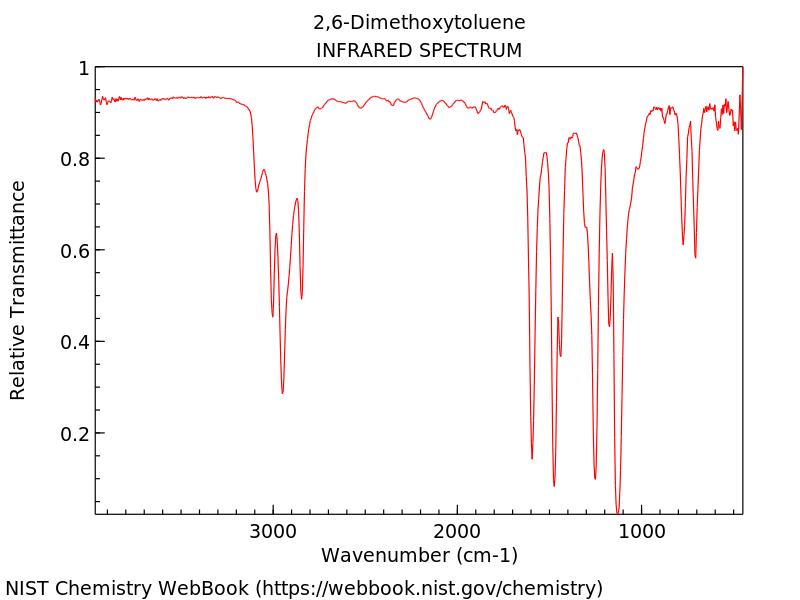 2,6-Dimethoxytoluene
INFRARED SPECTRUM
1
0.8
0.6
0.4
0.2
Relative Transmittance
3000 2000 1000
Wavenumber (cm-1)
NIST Chemistry WebBook (https://webbook.nist.gov/chemistry)